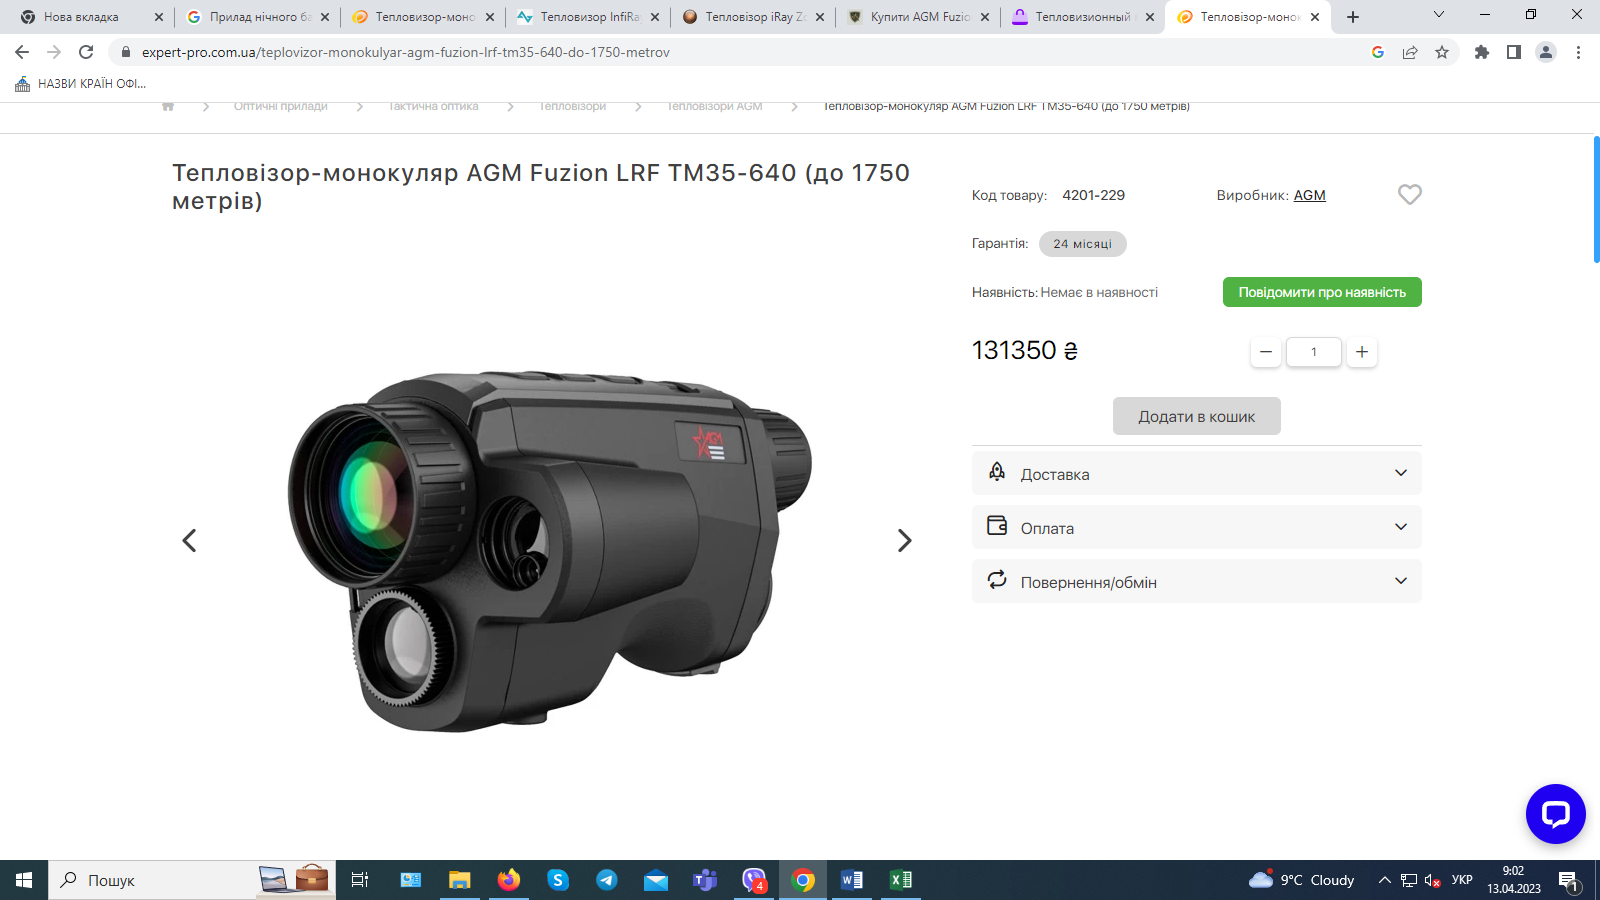 Нова вкладка
Прилад нічного ба
Тепловизор-моно
Тепловизор InfiRa
Тепловізор iRay Zo
Купити AGM Fuzio
Тепловизионный
Тепловізор-моно
expert-pro.com.ua/teplovizor-monokulyar-agm-fuzion-lrf-tm35-640-do-1750-metrov
НАЗВИ КРАЇН ОФІ...
Оптичні прилади
Тактична оптика
Тепловізори
Тепловізори AGM
Тепловізор-монокуляр AGM Fuzion LRF TM35-640 (до 1750 метрів)
Тепловізор-монокуляр AGM Fuzion LRF TM35-640 (до 1750
метрів)
Код товару: 4201-229
Виробник: AGM
Гарантія: 24 місяці
Наявність: Немає в наявності
Повідомити про наявність
131350 ₴
1
Додати в кошик
Доставка
Оплата
Повернення/обмін
AGM
Пошук
4
9°C Cloudy
УКР
9:02
13.04.2023
1